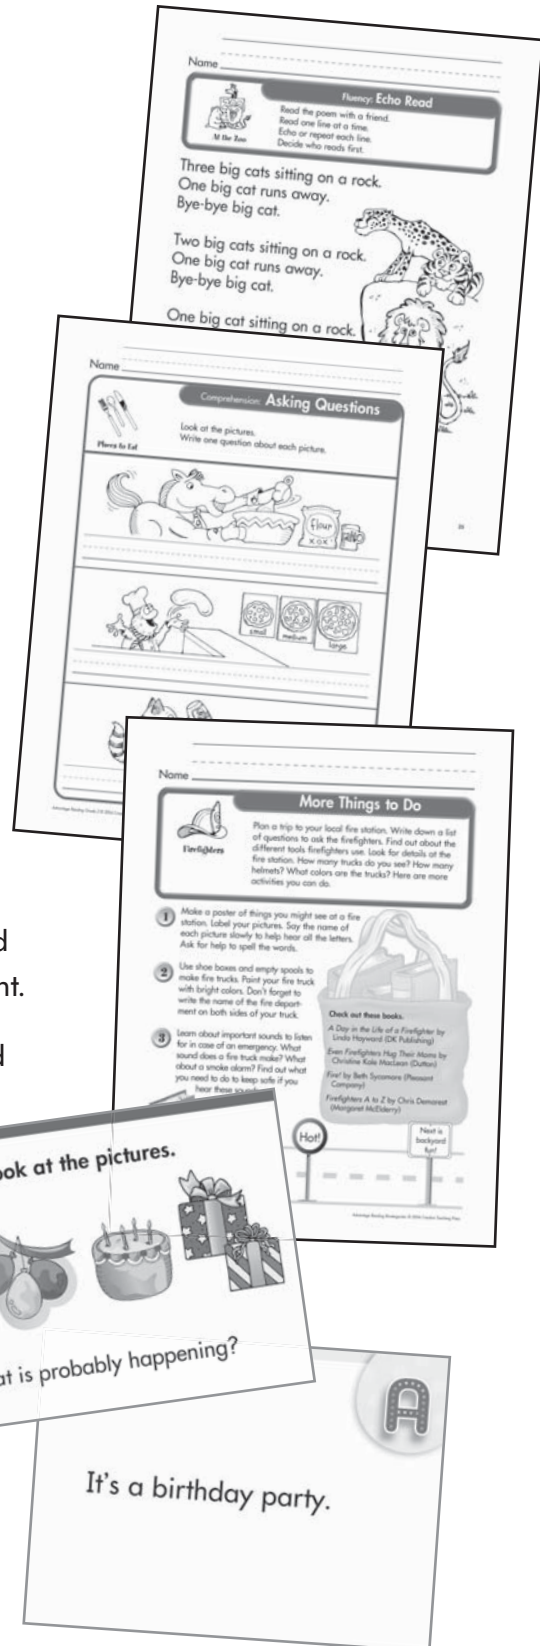 Name
Fluency: Echo Read
At the Zoo
Read the poem with a friend.
Read one line at a time.
Echo or repeat each line.
Decide who reads first.
Three big cats sitting on a rock.
One big cat runs away.
Bye-bye big cat.
Two big cats sitting on a rock.
One big cat runs away.
Bye-bye big cat.
One big cat sitting on a rock.
Name
Comprehension: Asking Questions
Places to Eat
Look at the pictures.
Write one question about each picture.
flour
small
medium
large
d
nt.
d
Name
More Things to Do
Firefighters
Plan a trip to your local fire station. Write down a list
of questions to ask the firefighters. Find out about the
different tools firefighters use. Look for details at the
fire station. How many trucks do you see? How many
helmets? What colors are the trucks? Here are more
activities you can do.
1
Make a poster of things you might see at a fire
station. Label your pictures. Say the name of
each picture slowly to help hear all the letters.
Ask for help to spell the words.
2
Use shoe boxes and empty spools to
make fire trucks. Paint your fire truck
with bright colors. Don't forget to
write the name of the fire depart-
ment on both sides of your truck.
3
Learn about important sounds to listen
for in case of an emergency. What
sound does a fire truck make? What
about a smoke alarm? Find out what
you need to do to keep safe if you
hear these
Check out these books.
A Day in the Life of a Firefighter by
Linda Hayward (DK Publishing)
Even Firefighters Hug Their Moms by
Christine Kole MacLean (Dutton)
Fire! by Beth Sycamore (Pleasant
Company)
Firefighters A to Z by Chris Demarest
(Margaret McElderry)
Hot!
Next is
backyard
fun!
ook at the pictures.
at is probably happening?
A
It's a birthday party.